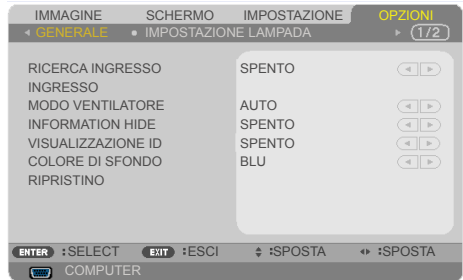 IMMAGINE SCHERMO IMPOSTAZIONE OPZIONI
GENERALE • IMPOSTAZIONE LAMPADA (1/2)
RICERCA INGRESSO SPENTO
INGRESSO
MODO VENTILATORE AUTO
INFORMATION HIDE SPENTO
VISUALIZZAZIONE ID SPENTO
COLORE DI SFONDO BLU
RIPRISTINO
ENTER :SELECT EXIT :ESCI :SPOSTA :SPOSTA
COMPUTER